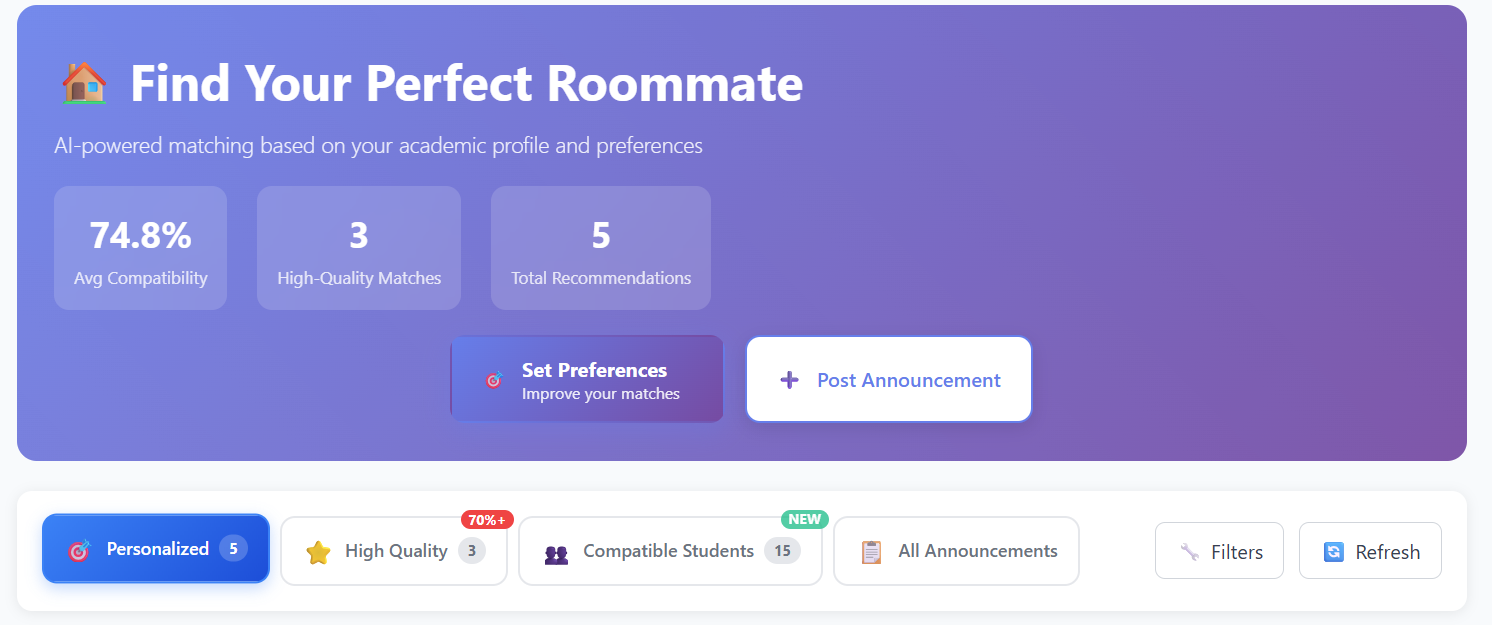 Find Your Perfect Roommate
AI-powered matching based on your academic profile and preferences
74.8%
Avg Compatibility
3
High-Quality Matches
5
Total Recommendations
Set Preferences
Improve your matches
Post Announcement
Personalized 5
70%+
High Quality 3
NEW
Compatible Students 15
All Announcements
Filters
Refresh